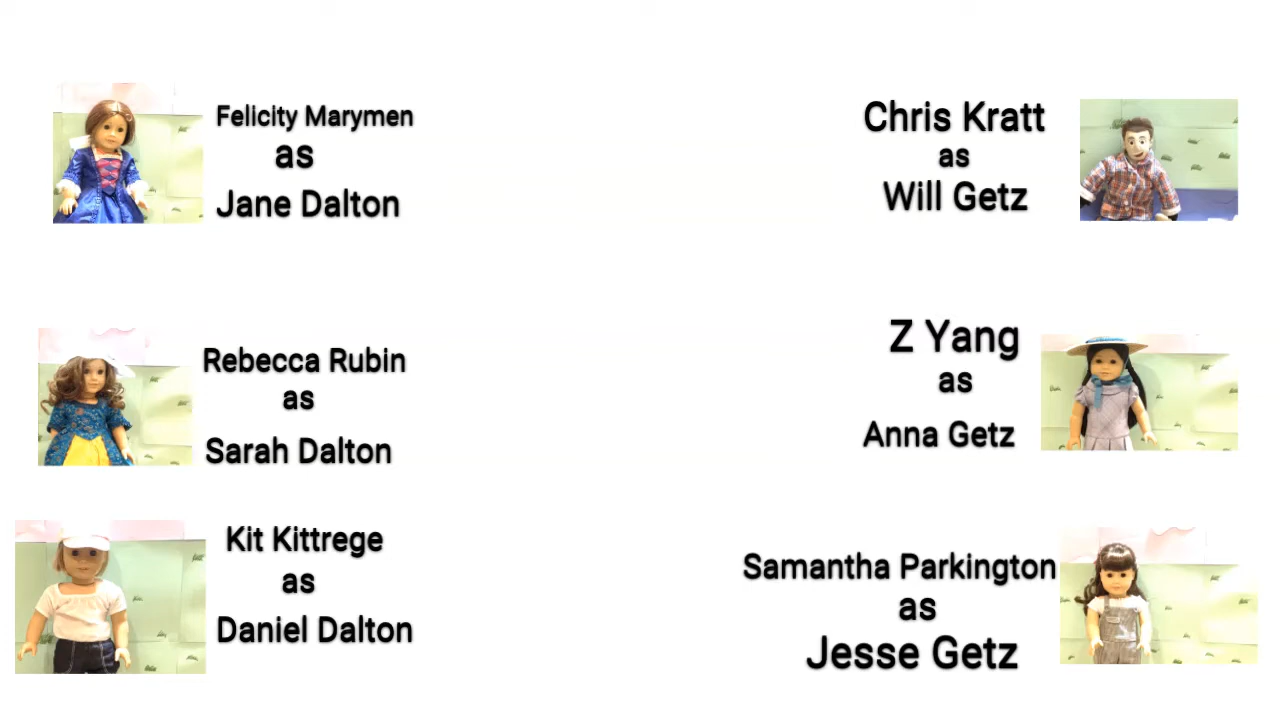 Felicity Marymen
as
Jane Dalton
Chris Kratt
as
Will Getz
Rebecca Rubin
as
Sarah Dalton
Z Yang
as
Anna Getz
Kit Kittrege
as
Daniel Dalton
Samantha Parkington
as
Jesse Getz